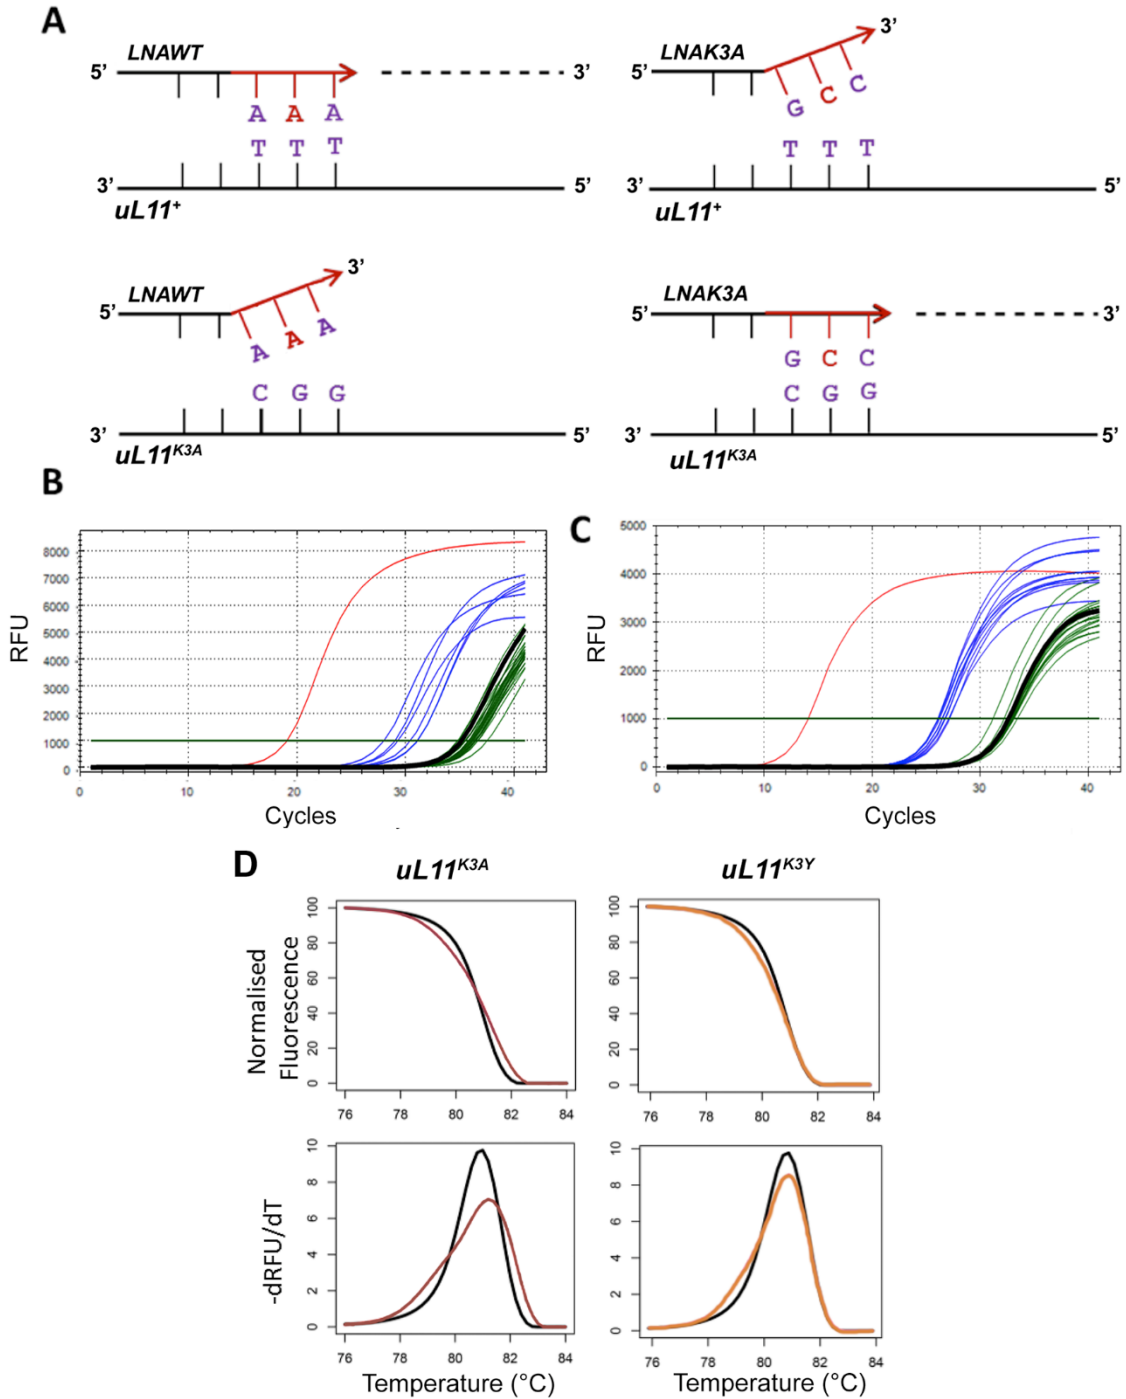 A
LNAWT
5’ 3’
A A A
T T T
3’ 5’
uL11+
LNAK3A
5’ 3’
G C C
T T T
3’ 5’
uL11+
LNAWT
5’ 3’
A A A
C G G
3’ 5’
uL11K3A
LNAK3A
5’ 3’
G C C
C G G
3’ 5’
uL11K3A
B
RFU
8000
7000
6000
5000
4000
3000
2000
1000
0
0 10 20 30 40
Cycles
C
RFU
5000
4000
3000
2000
1000
0
0 10 20 30 40
Cycles
D
uL11K3A uL11K3Y
Normalised
Fluorescence
100
80
60
40
20
0
76 78 80 82 84
100
80
60
40
20
0
76 78 80 82 84
-dRFU/dT
10
8
6
4
2
0
76 78 80 82 84
Temperature (°C)
10
8
6
4
2
0
76 78 80 82 84
Temperature (°C)